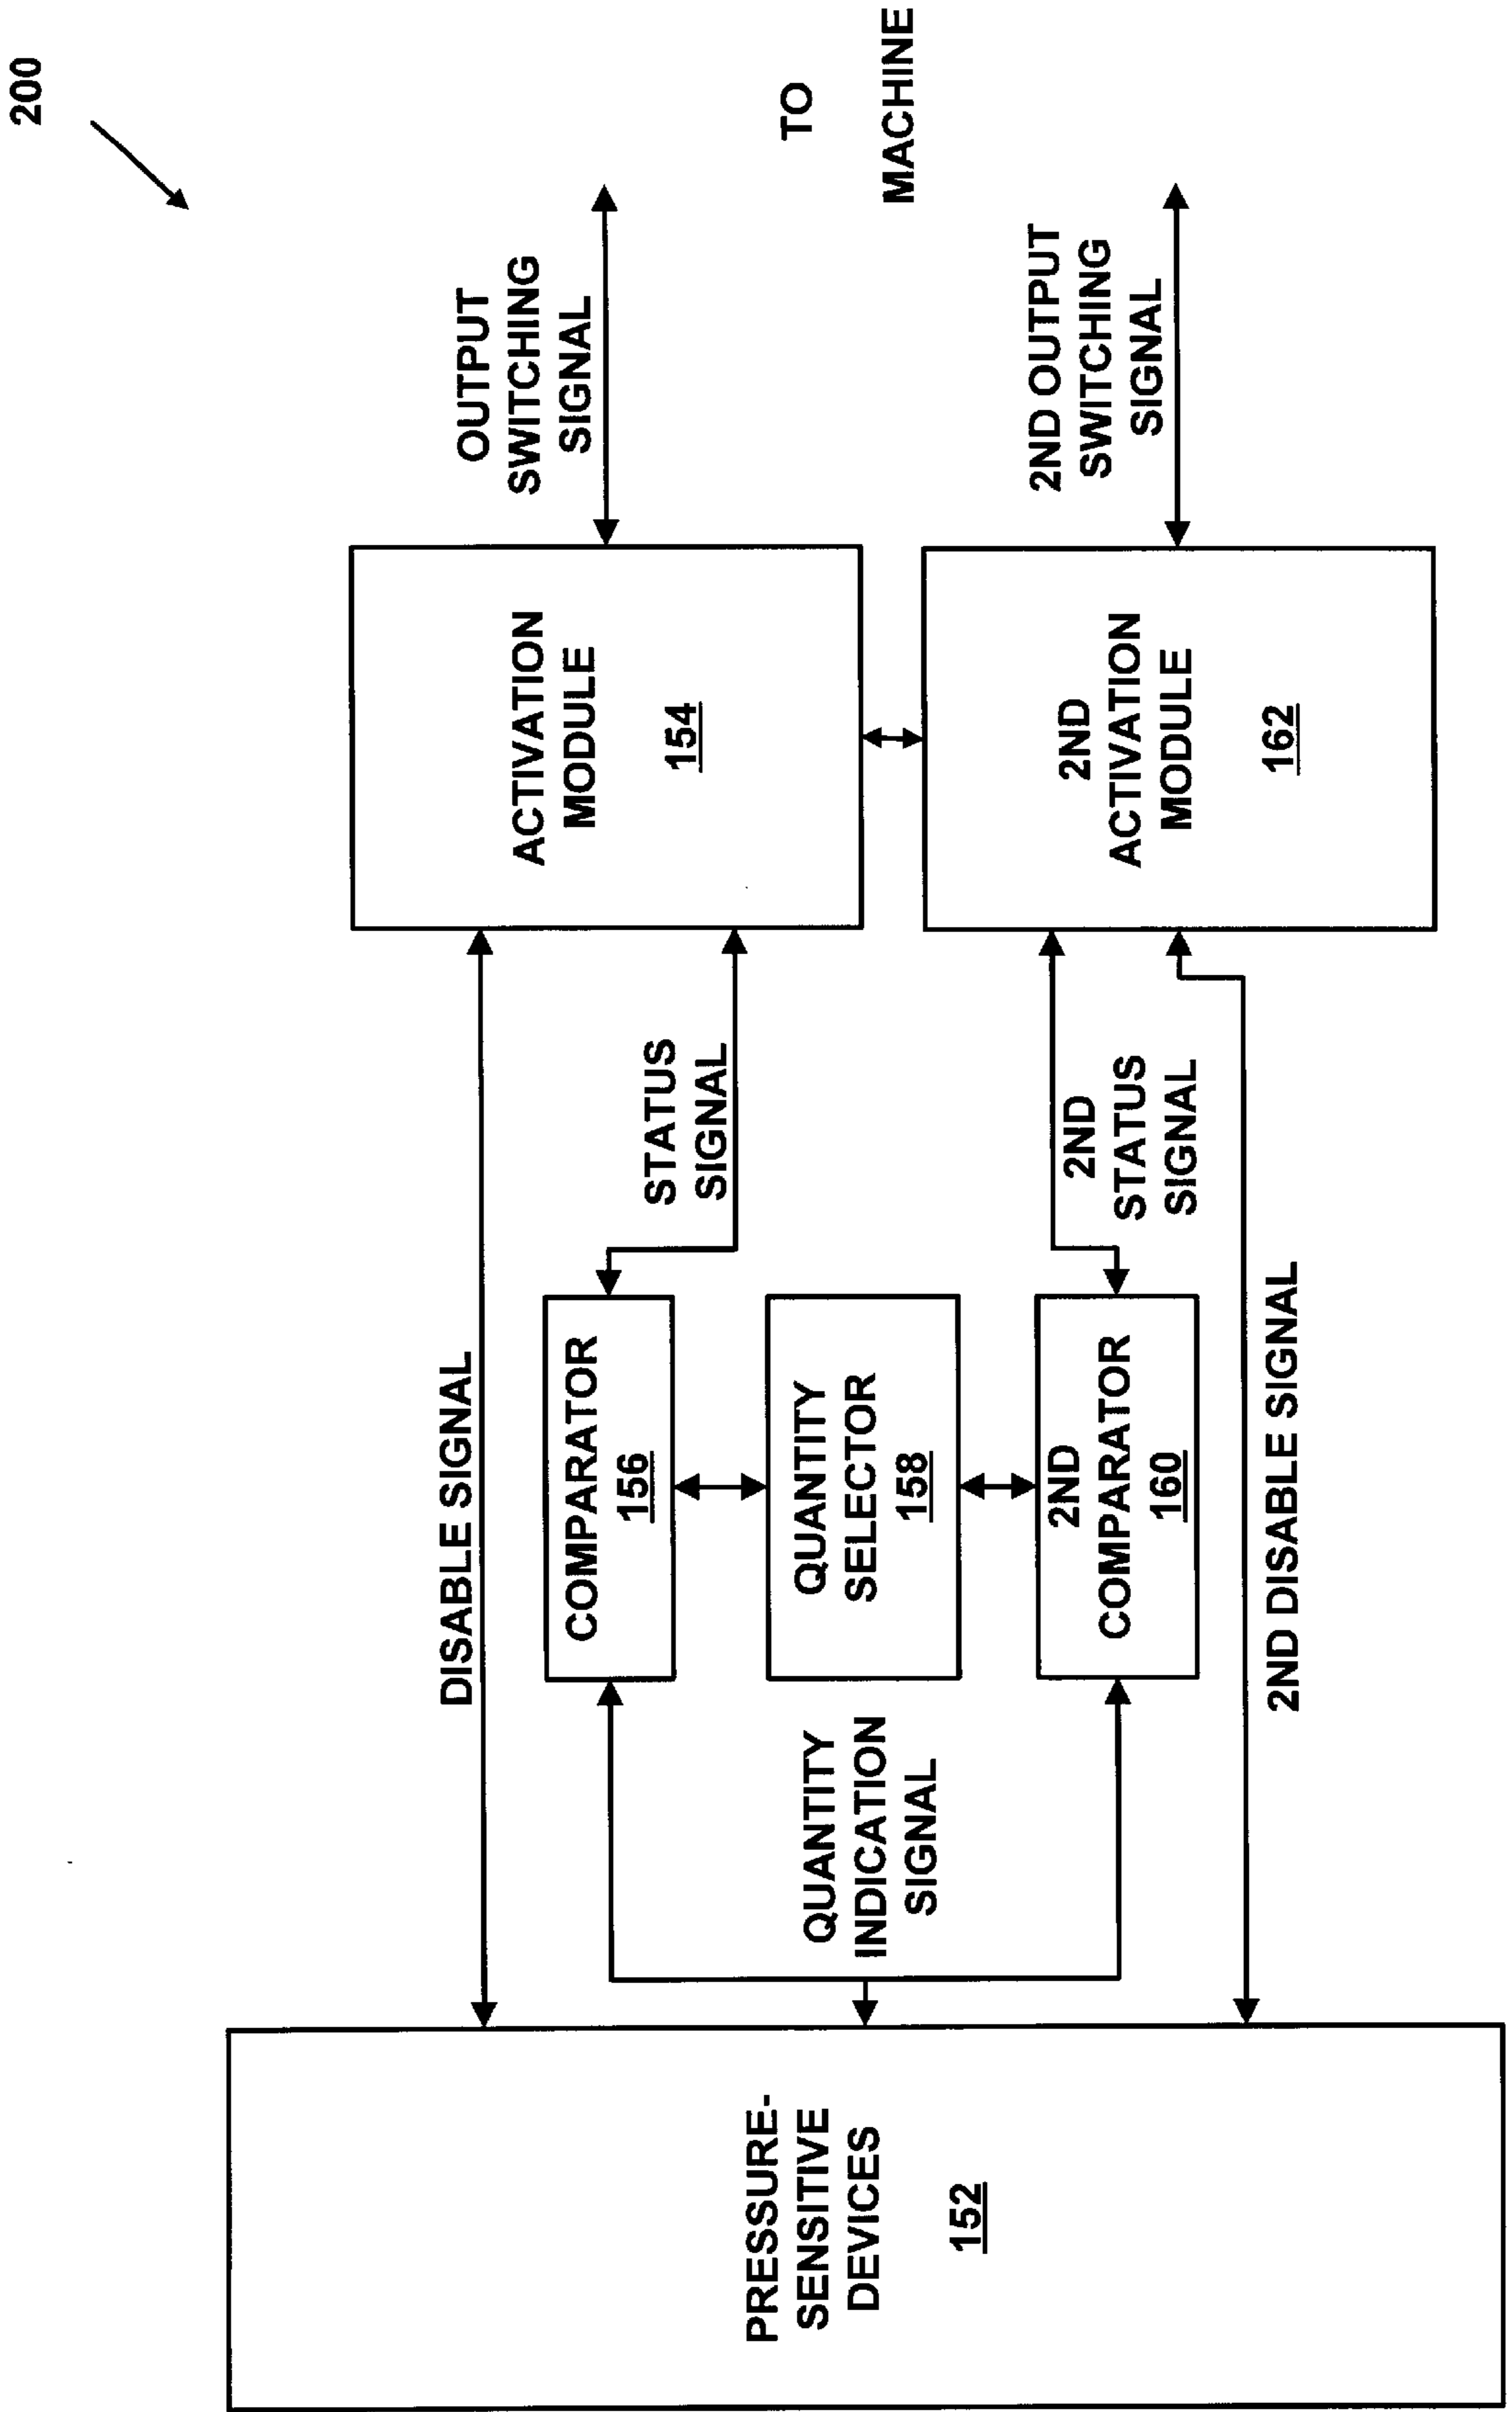 200
PRESSURE-
SENSITIVE
DEVICES
152
DISABLE SIGNAL
QUANTITY
INDICATION
SIGNAL
2ND DISABLE SIGNAL
COMPARATOR
156
QUANTITY
SELECTOR
158
2ND
COMPARATOR
160
STATUS
SIGNAL
2ND
STATUS
SIGNAL
ACTIVATION
MODULE
154
2ND
ACTIVATION
MODULE
162
OUTPUT
SWITCHING
SIGNAL
2ND OUTPUT
SWITCHING
SIGNAL
TO
MACHINE